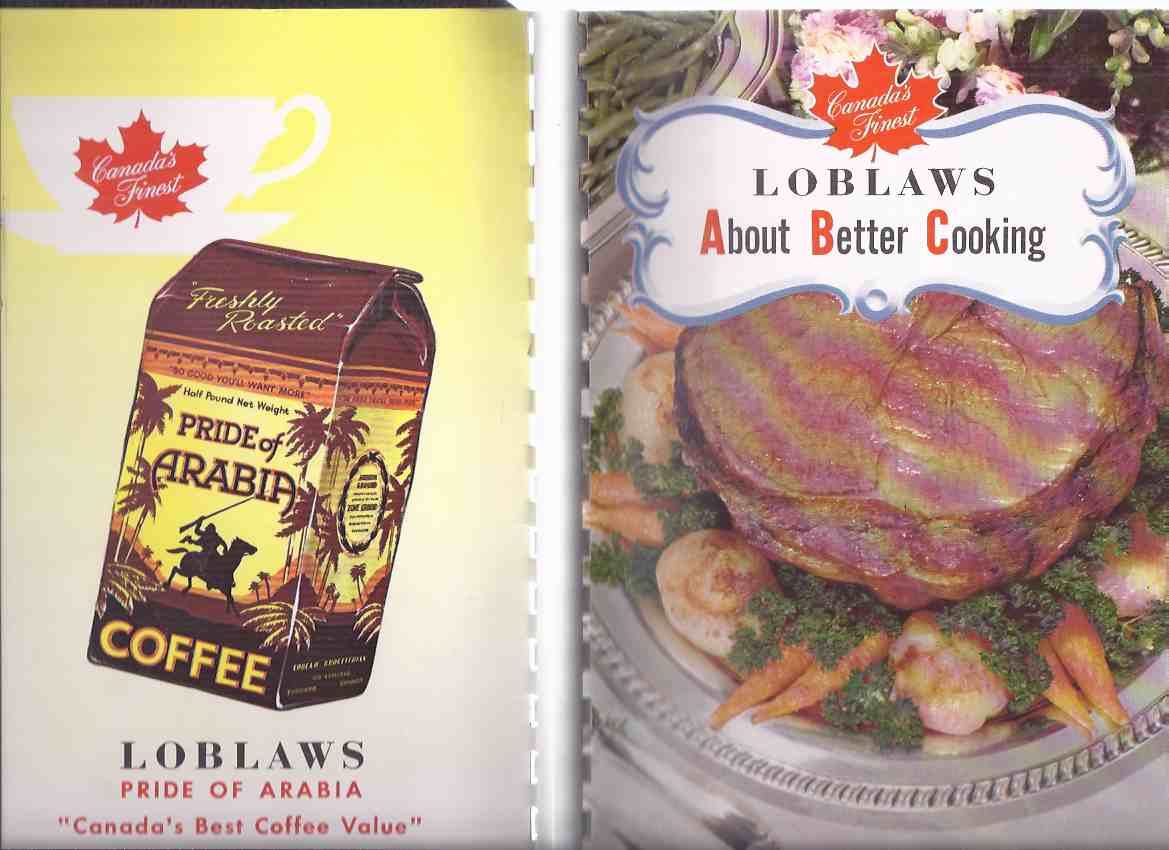 Canada's
Finest
"Freshly
Roasted"
"SO GOOD YOU'LL WANT MORE"
Half Pound Net Weight
PRIDE of
ARABIA
COFFEE
LOBLAWS
PRIDE OF ARABIA
"Canada's Best Coffee Value"
Canada's
Finest
LOBLAWS
About Better Cooking